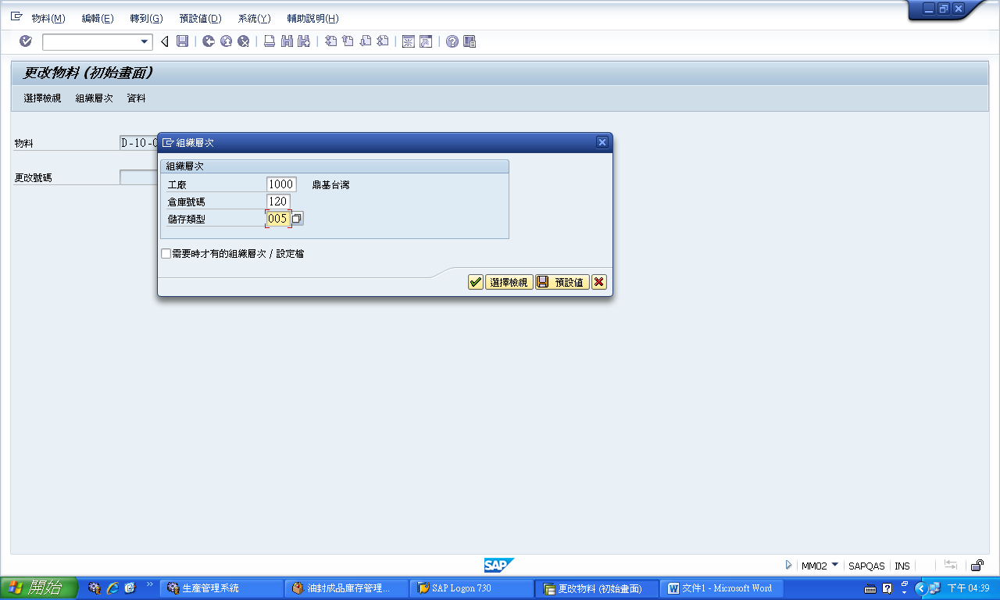 物料(M) 編輯(E) 轉到(G) 預設值(D) 系統(Y) 輔助說明(H)
更改物料 (初始畫面)
選擇檢視 組織層次 資料
物料 D-10-0
更改號碼
組織層次
組織層次
工廠 1000 鼎基台灣
倉庫號碼 120
儲存類型 005
需要時才有的組織層次 / 設定檔
選擇檢視 預設值
SAP
MM02 SAPQAS INS
開始 生產管理系統 油封成品庫存管理... SAP Logon 730 更改物料 (初始畫面) 文件1 - Microsoft Word 下午 04:39